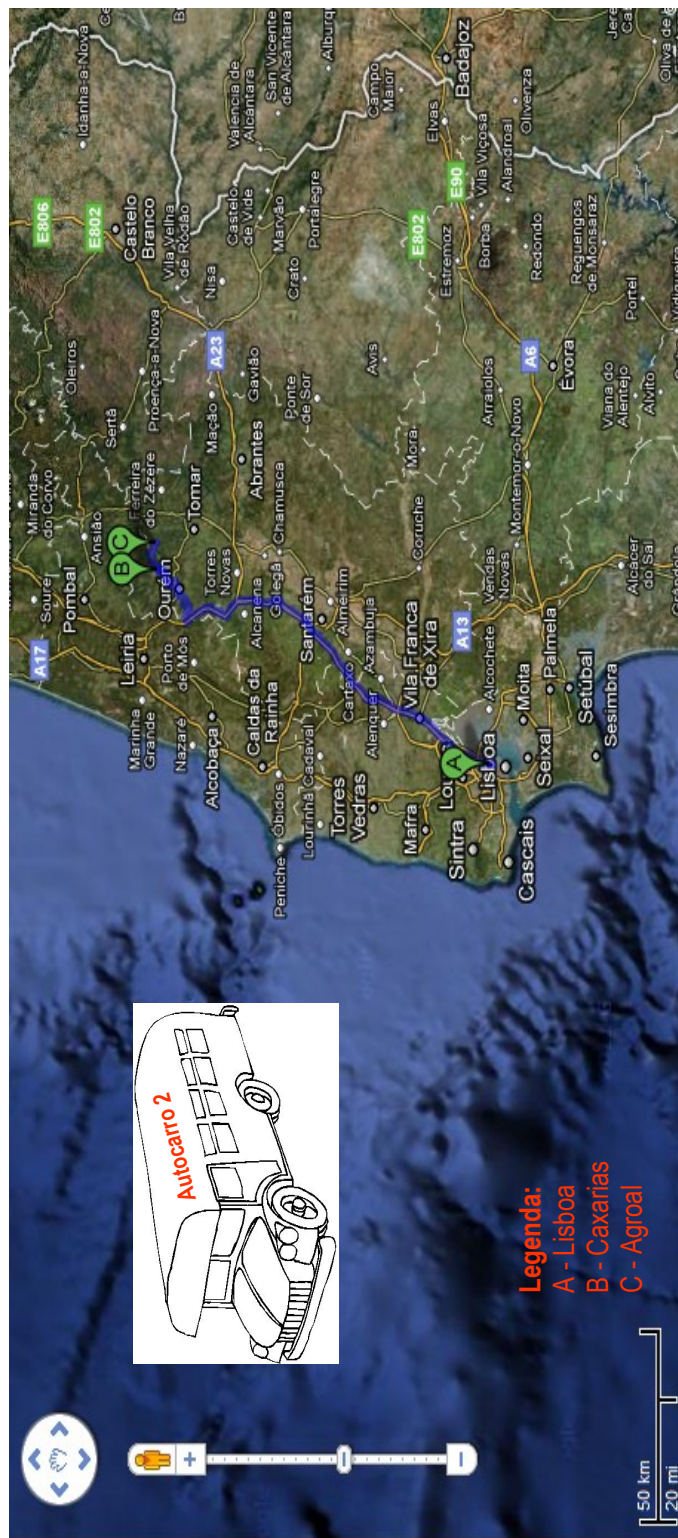 Autocarro 2
Legenda:
A - Lisboa
B - Caxarias
C - Agroal
50 km
20 mi
A17
Soure
Pombal
Miranda
do Corvo
Ansião
Oleiros
Sertã
Proença-a-Nova
E806
E802
Castelo
Branco
Idanha-a-Nova
Vila Velha
de Ródão
B
C
Ferreira
do Zêzere
Leiria
Marinha
Grande
Ourém
Tomar
Mação
A23
Nisa
Castelo
de Vide
Valencia de
Alcántara
San Vicente
de Alcántara
Alburq
Porto
de Mós
Nazaré
Alcobaça
Torres
Novas
Abrantes
Gavião
Crato
Marvão
Portalegre
Caldas da
Rainha
Alcanena
Golegã
Chamusca
Ponte
de Sor
Peniche
Óbidos
Lourinhã
Cadaval
Santarém
Almeirim
Cartaxo
Azambuja
Alenquer
Torres
Vedras
Avis
Campo
Maior
Elvas
Badajoz
E802
E90
Estremoz
Borba
Vila Viçosa
Alandroal
Olivenza
Mafra
Vila Franca
de Xira
Coruche
Mora
Arraiolos
Redondo
Sintra
Lou
A
Lisboa
Cascais
A13
Alcochete
Vendas
Novas
Montemor-o-Novo
A6
Évora
Reguengos
de Monsaraz
Moita
Seixal
Palmela
Setubal
Sesimbra
Alcácer
do Sal
Viana do
Alentejo
Alvito
Portel
Oliva de